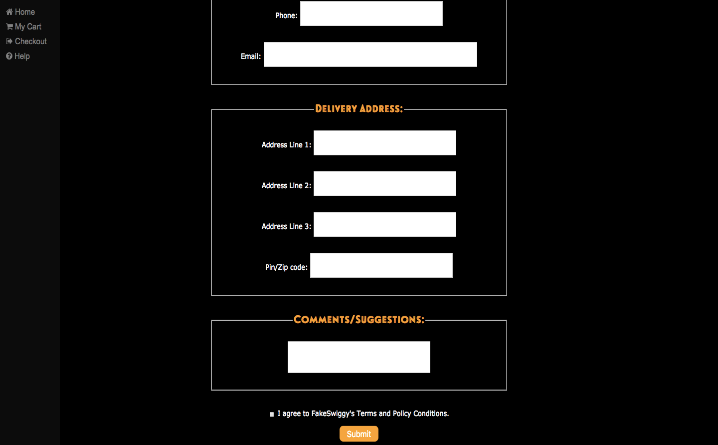 Home
My Cart
Checkout
Help
Phone:
Email:
Delivery Address:
Address Line 1:
Address Line 2:
Address Line 3:
Pin/Zip code:
Comments/Suggestions:
I agree to FakeSwiggy's Terms and Policy Conditions.
Submit